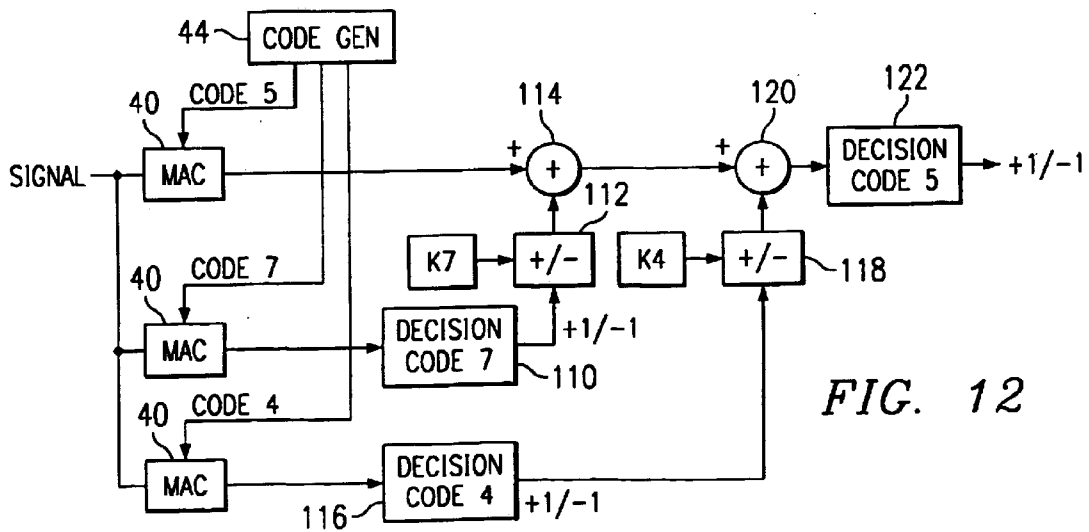 44
CODE GEN
CODE 5
40
MAC
SIGNAL
114
+
+
112
120
+
+
122
DECISION
CODE 5
+1/-1
CODE 7
40
MAC
K7
+/-
K4
+/-
118
DECISION
CODE 7
+1/-1
110
CODE 4
40
MAC
DECISION
CODE 4
+1/-1
116
FIG. 12